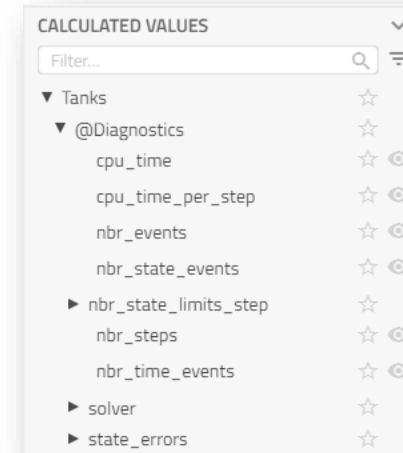 CALCULATED VALUES
Filter...
Tanks
@Diagnostics
cpu_time
cpu_time_per_step
nbr_events
nbr_state_events
nbr_state_limits_step
nbr_steps
nbr_time_events
solver
state_errors